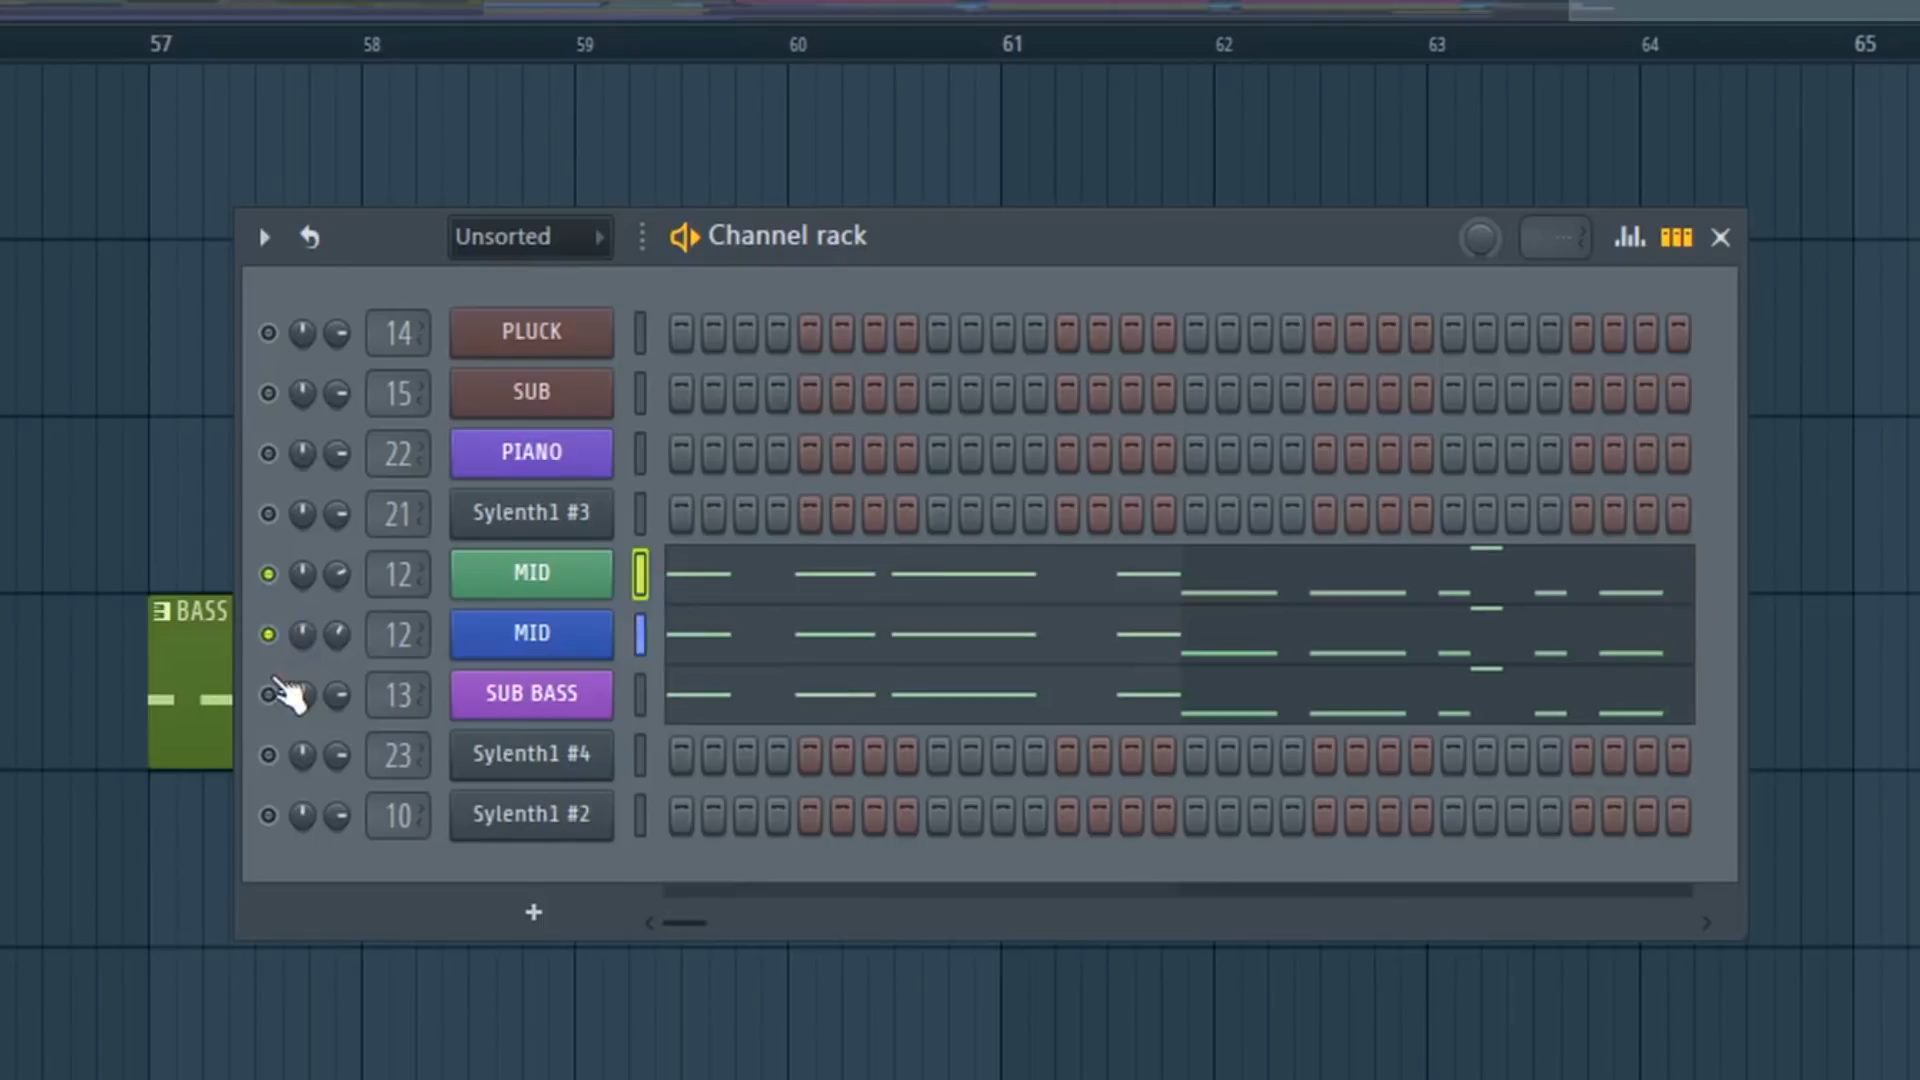 57 58 59 60 61 62 63 64 65
Unsorted Channel rack
14 PLUCK
15 SUB
22 PIANO
21 Sylenth1 #3
12 MID
12 MID
BASS
13 SUB BASS
23 Sylenth1 #4
10 Sylenth1 #2